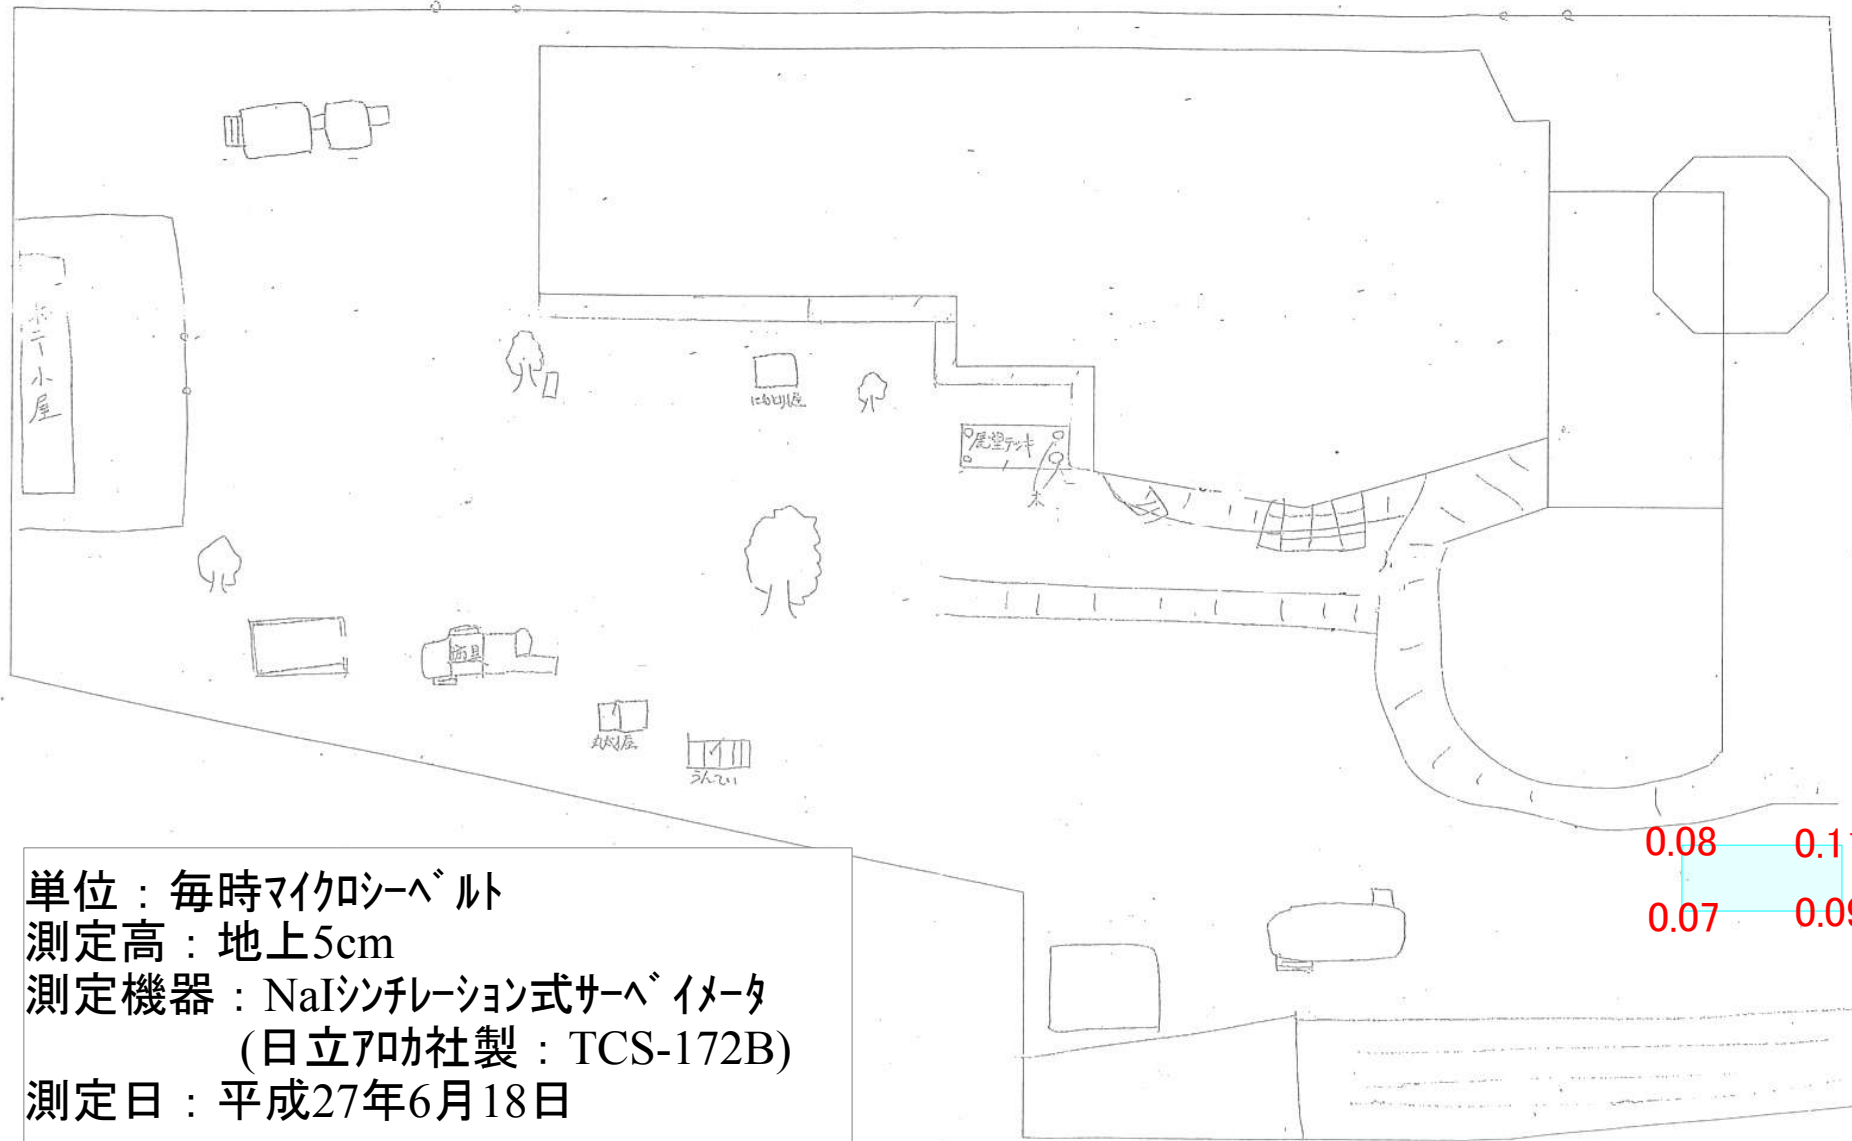 ポニー小屋
にわとり小屋
展望デッキ
木
遊具
丸太小屋
うんてい
0.08
0.07
単位：毎時マイクロシーベルト
測定高：地上5cm
測定機器：NaIシンチレーション式サーベイメータ
(日立アロカ社製：TCS-172B)
測定日：平成27年6月18日